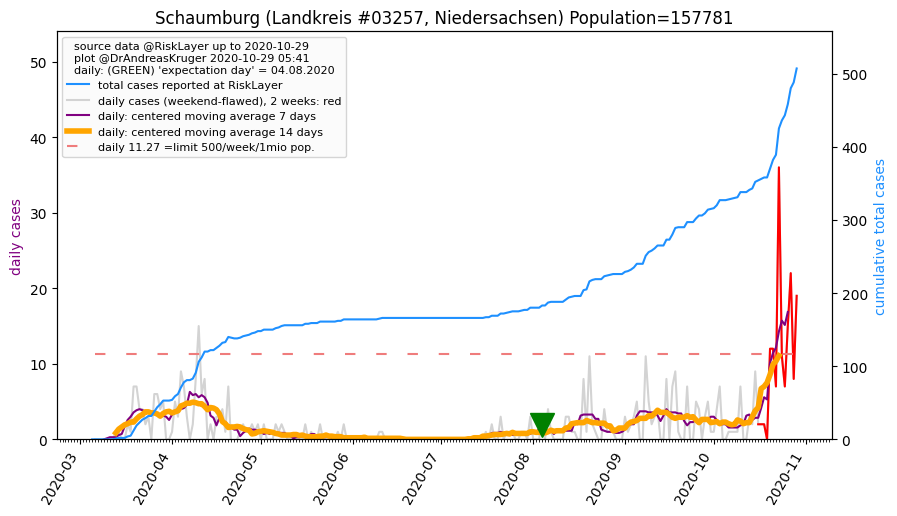 Schaumburg (Landkreis #03257, Niedersachsen) Population=157781
source data @RiskLayer up to 2020-10-29
plot @DrAndreasKruger 2020-10-29 05:41
daily: (GREEN) 'expectation day' = 04.08.2020
total cases reported at RiskLayer
daily cases (weekend-flawed), 2 weeks: red
daily: centered moving average 7 days
daily: centered moving average 14 days
daily 11.27 =limit 500/week/1mio pop.
daily cases
50
40
30
20
10
0
cumulative total cases
500
400
300
200
100
0
2020-03
2020-04
2020-05
2020-06
2020-07
2020-08
2020-09
2020-10
2020-11